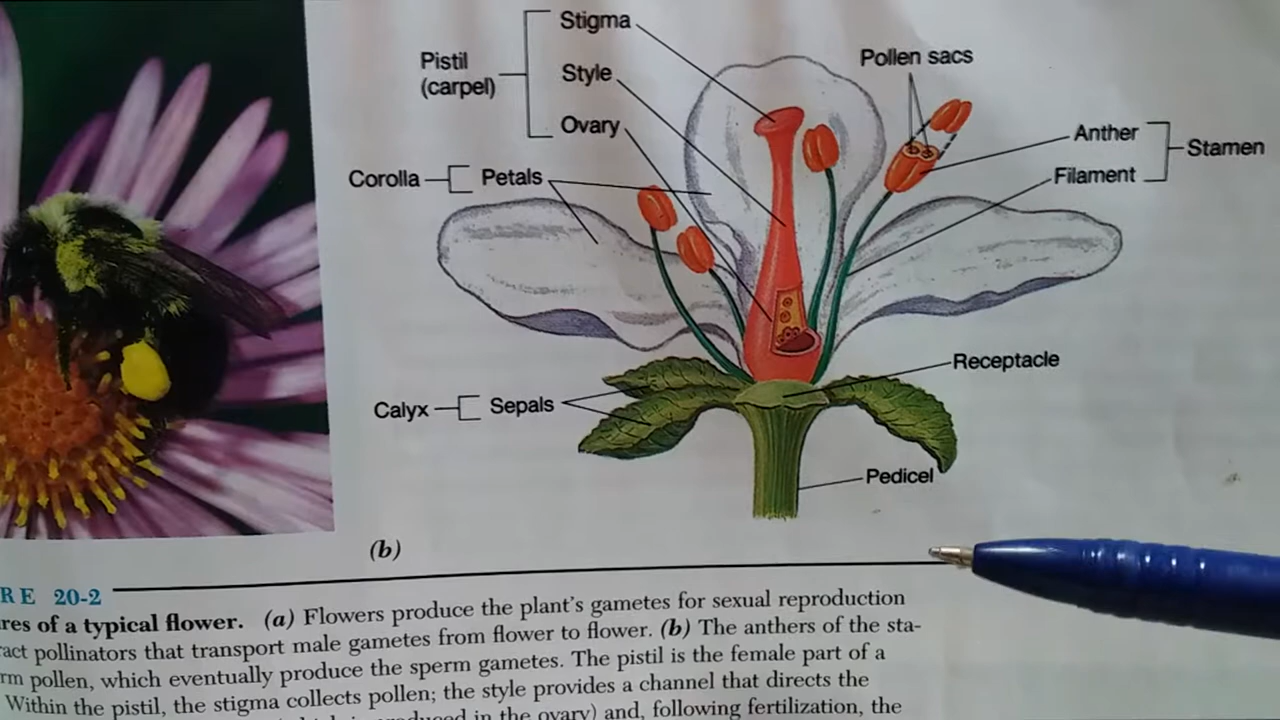 Stigma
Pistil
(carpel)
Style
Ovary
Pollen sacs
Anther
Stamen
Filament
Corolla
Petals
Receptacle
Calyx
Sepals
Pedicel
(b)
RE 20-2
res of a typical flower. (a) Flowers produce the plant's gametes for sexual reproduction
act pollinators that transport male gametes from flower to flower. (b) The anthers of the sta-
rm pollen, which eventually produce the sperm gametes. The pistil is the female part of a
Within the pistil, the stigma collects pollen; the style provides a channel that directs the
in the ovary) and, following fertilization, the